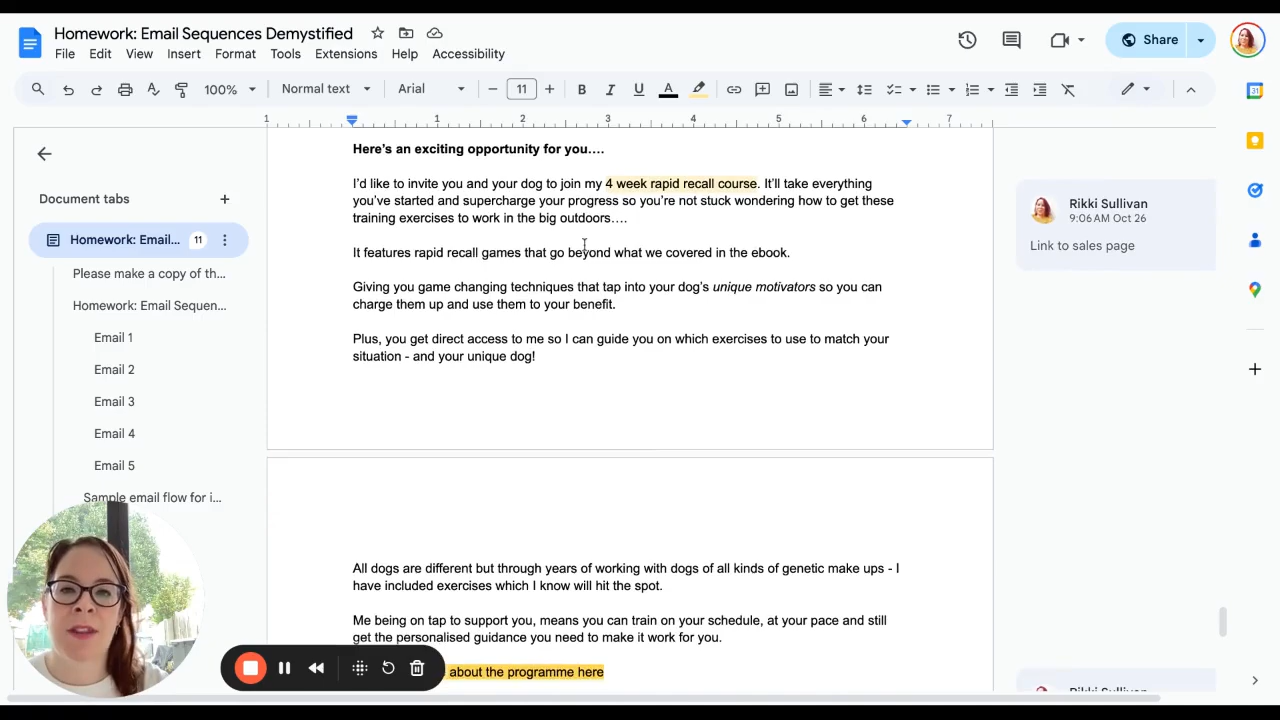 Homework: Email Sequences Demystified
File Edit View Insert Format Tools Extensions Help Accessibility
Share
100% Normal text Arial 11
1 1 2 3 4 5 6 7
Document tabs
Homework: Email... 11
Please make a copy of th...
Homework: Email Sequen...
Email 1
Email 2
Email 3
Email 4
Email 5
Sample email flow for i...
Here's an exciting opportunity for you....
I'd like to invite you and your dog to join my 4 week rapid recall course. It'll take everything
you've started and supercharge your progress so you're not stuck wondering how to get these
training exercises to work in the big outdoors....
It features rapid recall games that go beyond what we covered in the ebook.
Giving you game changing techniques that tap into your dog's unique motivators so you can
charge them up and use them to your benefit.
Plus, you get direct access to me so I can guide you on which exercises to use to match your
situation - and your unique dog!
All dogs are different but through years of working with dogs of all kinds of genetic make ups - I
have included exercises which I know will hit the spot.
Me being on tap to support you, means you can train on your schedule, at your pace and still
get the personalised guidance you need to make it work for you.
about the programme here
Rikki Sullivan
9:06 AM Oct 26
Link to sales page
Rikki Sullivan
31